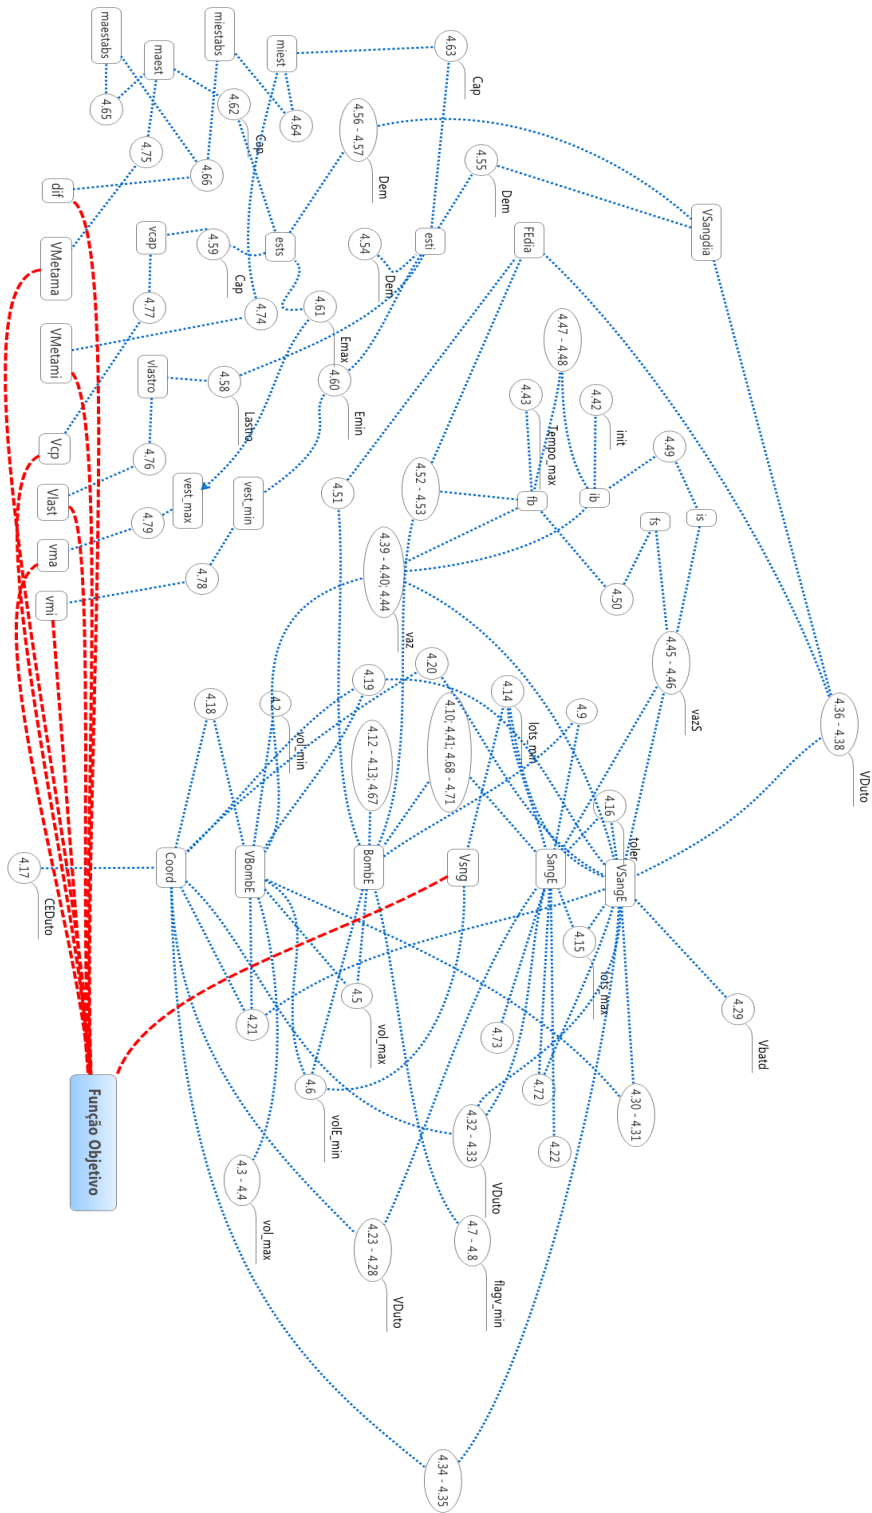 maestabs
miestabs
maest
miest
4.63
Cap
4.65
4.62
Cap
4.64
4.56 - 4.57
Dem
4.75
4.66
4.55
Dem
dif
VSangdia
vcap
4.59
Cap
ests
4.54
Dem
esti
FEdia
VMetama
4.77
4.74
4.61
Emax
4.47 - 4.48
VMetami
vlastro
4.58
Lastro
4.60
Emin
4.43
Tempo_max
4.42
init
4.49
Vcp
4.76
Vlast
vest_max
vest_min
4.51
4.52 - 4.53
fb
ib
fs
is
4.79
vma
4.78
4.39 - 4.40; 4.44
vaz
4.50
vmi
4.45 - 4.46
vazS
4.36 - 4.38
VDuto
4.18
4.2
vol_min
4.19
4.20
4.12 - 4.13; 4.67
4.10; 4.41; 4.68 - 4.71
4.14
lots_min
4.9
4.16
toler
4.17
CEDuto
Coord
VBombE
BombE
Vsng
SangE
VSangE
4.15
lots_max
4.29
Vbatd
4.21
4.5
vol_max
4.6
volE_min
4.73
4.72
4.30 - 4.31
4.32 - 4.33
VDuto
4.22
Função Objetivo
4.3 - 4.4
vol_max
4.23 - 4.28
VDuto
4.7 - 4.8
flagv_min
4.34 - 4.35